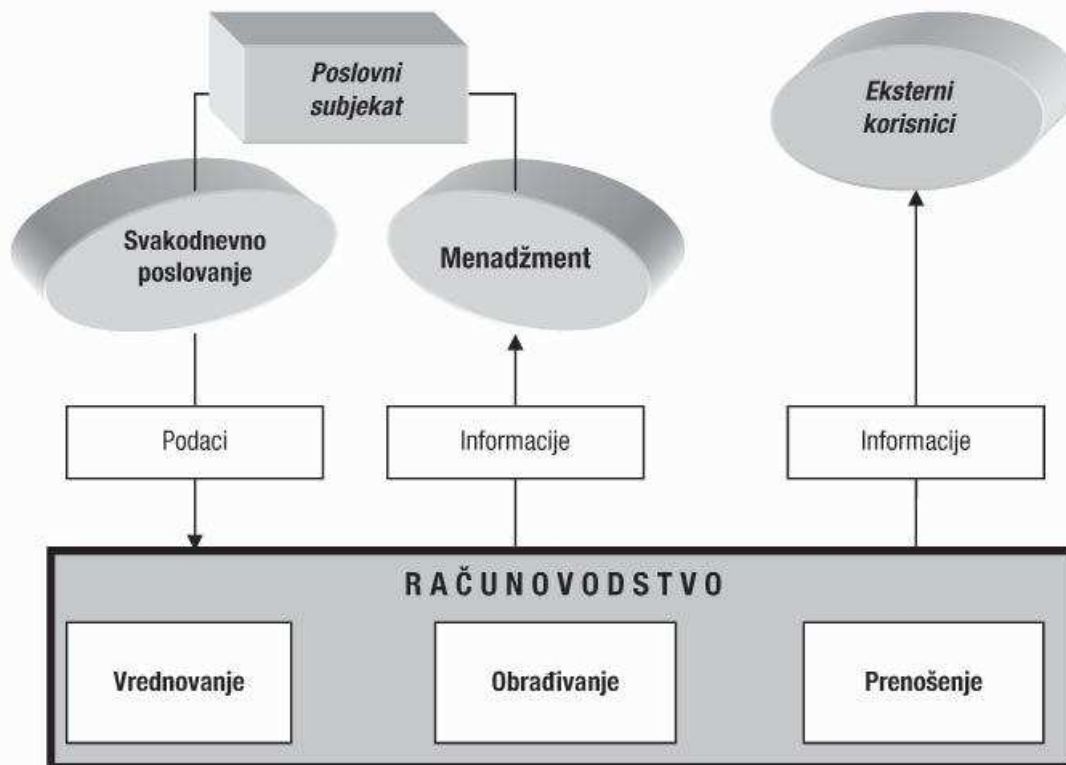 Poslovni
subjekat
Eksterni
korisnici
Svakodnevno
poslovanje
Menadžment
Podaci
Informacije
Informacije
RAČUNOVODSTVO
Vrednovanje
Obrađivanje
Prenošenje